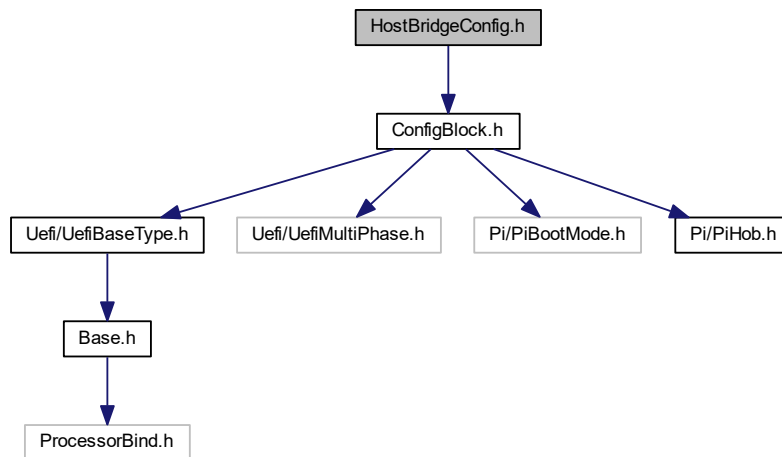 HostBridgeConfig.h
ConfigBlock.h
Uefi/UefiBaseType.h
Uefi/UefiMultiPhase.h
Pi/PiBootMode.h
Pi/PiHob.h
Base.h
ProcessorBind.h